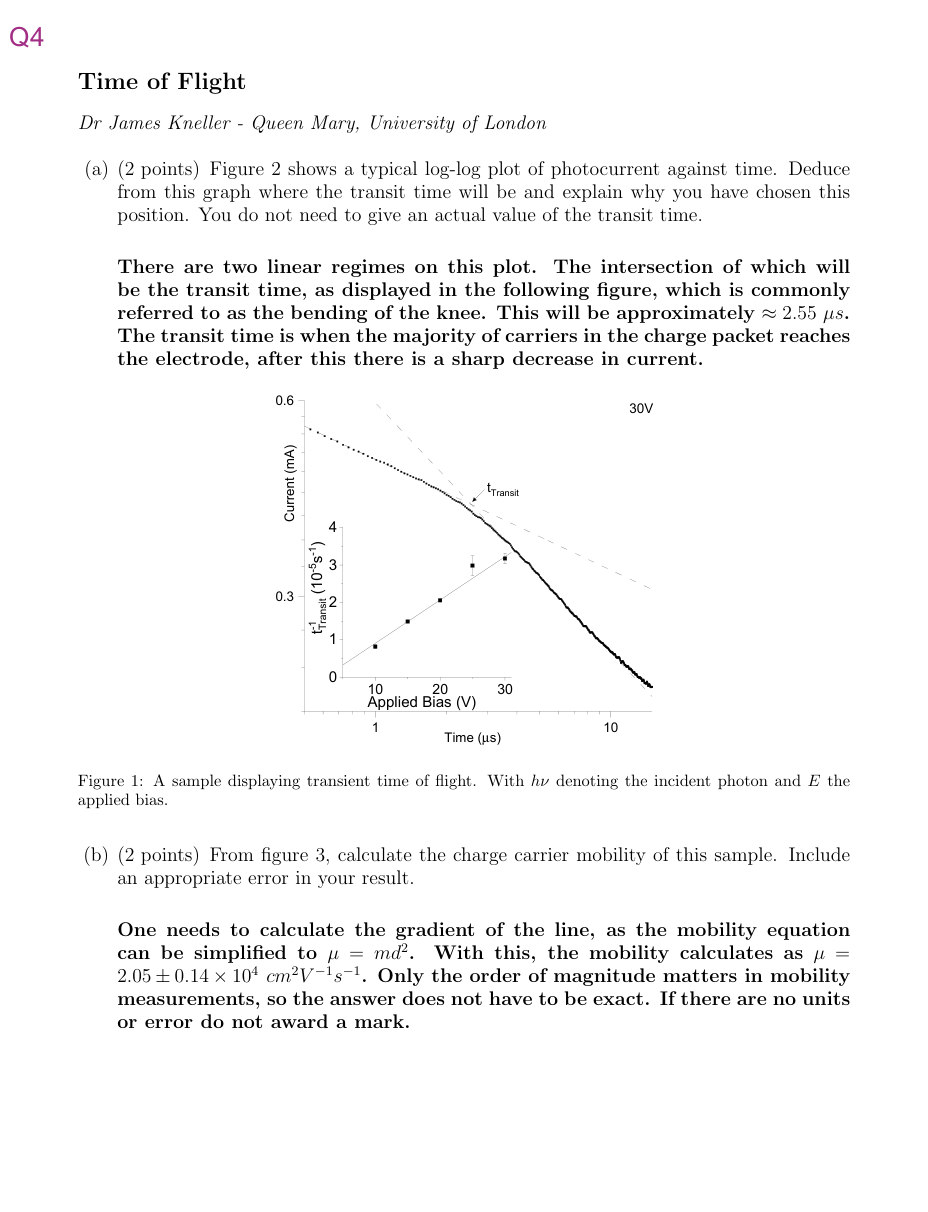 Q4
Time of Flight
Dr James Kneller - Queen Mary, University of London
(a) (2 points) Figure 2 shows a typical log-log plot of photocurrent against time. Deduce
from this graph where the transit time will be and explain why you have chosen this
position. You do not need to give an actual value of the transit time.
There are two linear regimes on this plot. The intersection of which will
be the transit time, as displayed in the following figure, which is commonly
referred to as the bending of the knee. This will be approximately ≈ 2.55 μs.
The transit time is when the majority of carriers in the charge packet reaches
the electrode, after this there is a sharp decrease in current.
0.6
30V
Current (mA)
t_Transit
4
3
2
1
0
t⁻¹_Transit (10⁻⁵s⁻¹)
0.3
10 20 30
Applied Bias (V)
1 10
Time (μs)
Figure 1: A sample displaying transient time of flight. With hν denoting the incident photon and E the
applied bias.
(b) (2 points) From figure 3, calculate the charge carrier mobility of this sample. Include
an appropriate error in your result.
One needs to calculate the gradient of the line, as the mobility equation
can be simplified to μ = md². With this, the mobility calculates as μ =
2.05 ± 0.14 × 10⁴ cm²V⁻¹s⁻¹. Only the order of magnitude matters in mobility
measurements, so the answer does not have to be exact. If there are no units
or error do not award a mark.